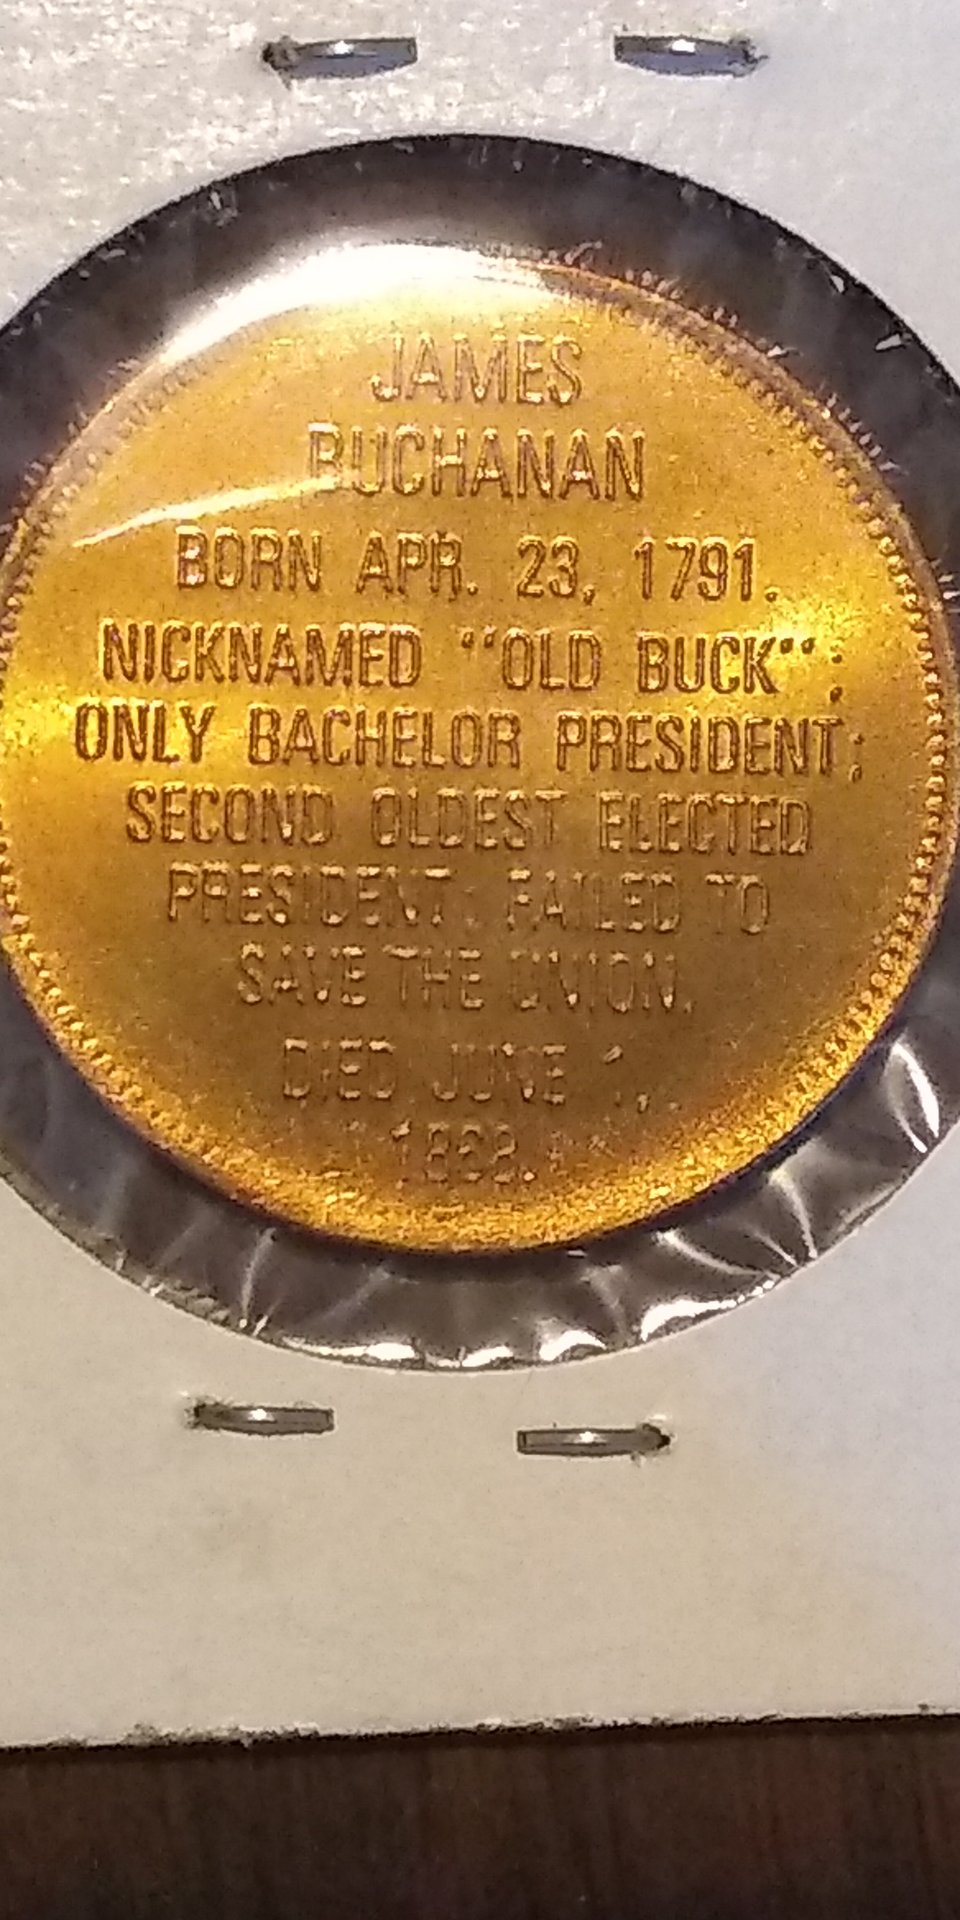 JAMES
BUCHANAN
BORN APR. 23, 1791.
NICKNAMED "OLD BUCK";
ONLY BACHELOR PRESIDENT;
SECOND OLDEST ELECTED
PRESIDENT; FAILED TO
SAVE THE UNION.
DIED JUNE 1,
1868.